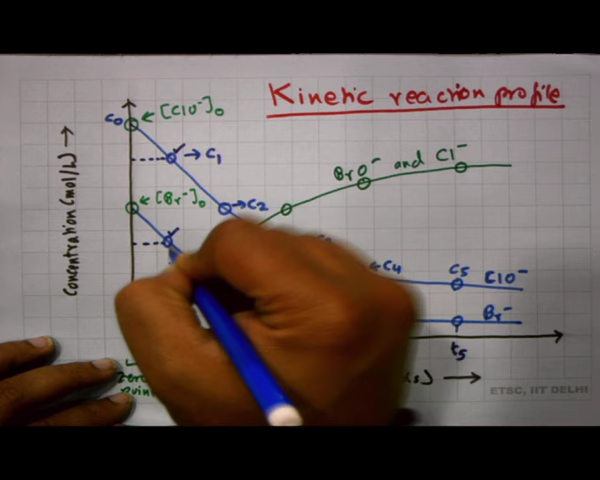 Kinetic reaction profile
c₀ ← [ClO⁻]₀
→ C₁
BrO⁻ and Cl⁻
← [Br⁻]₀
→ C₂
Concentration (mol/L) →
← C₄
C₅
ClO⁻
Br⁻
t₅
(s) →
ETSC, IIT DELHI